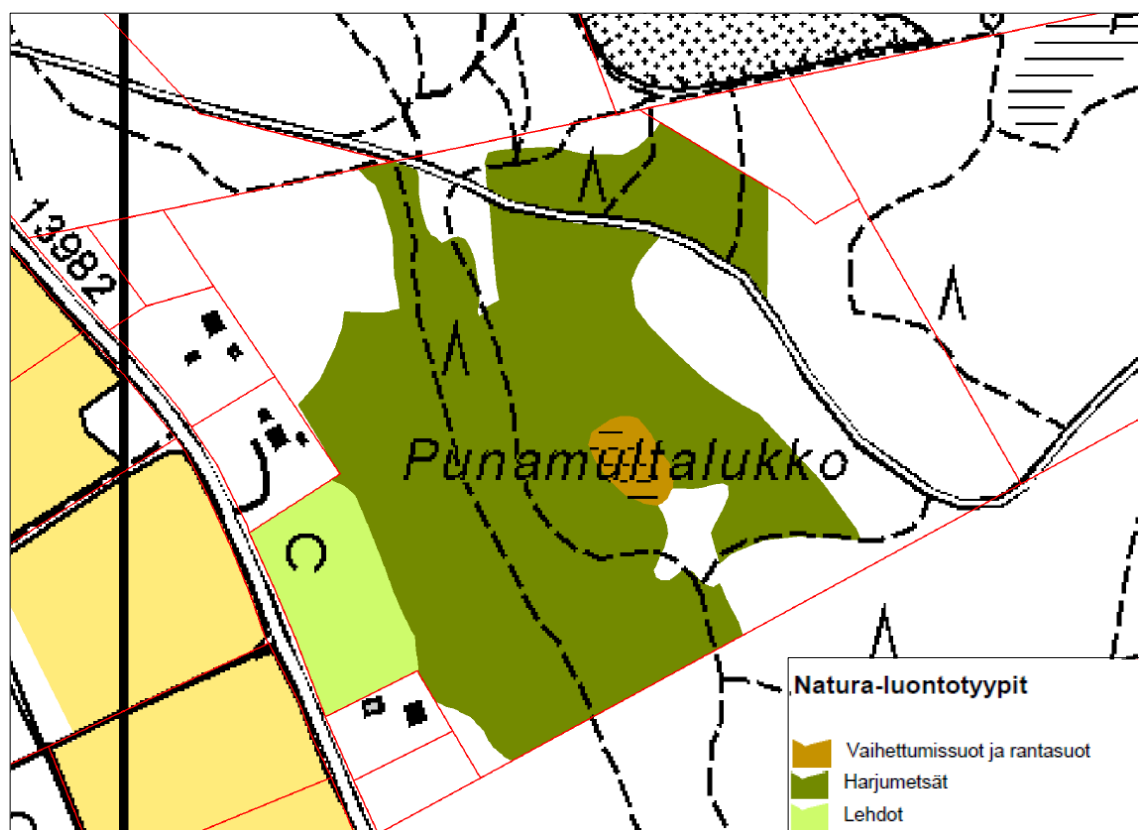 13982
Punamultalukko
Natura-luontotyypit
Vaihettumissuot ja rantasuot
Harjumetsät
Lehdot